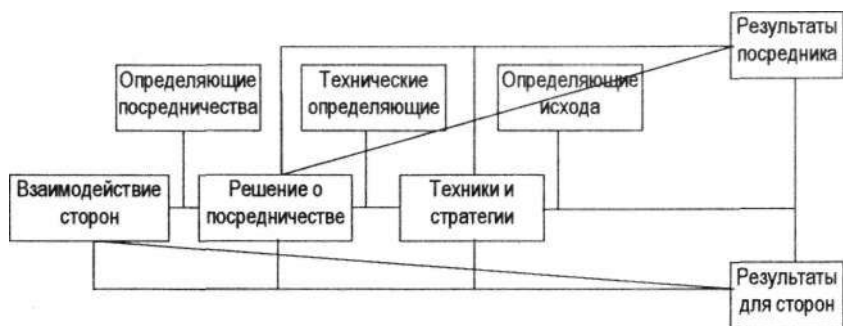 Результаты
посредника
Определяющие
посредничества
Технические
определяющие
Определяющие
исхода
Взаимодействие
сторон
Решение о
посредничестве
Техники и
стратегии
Результаты
для сторон